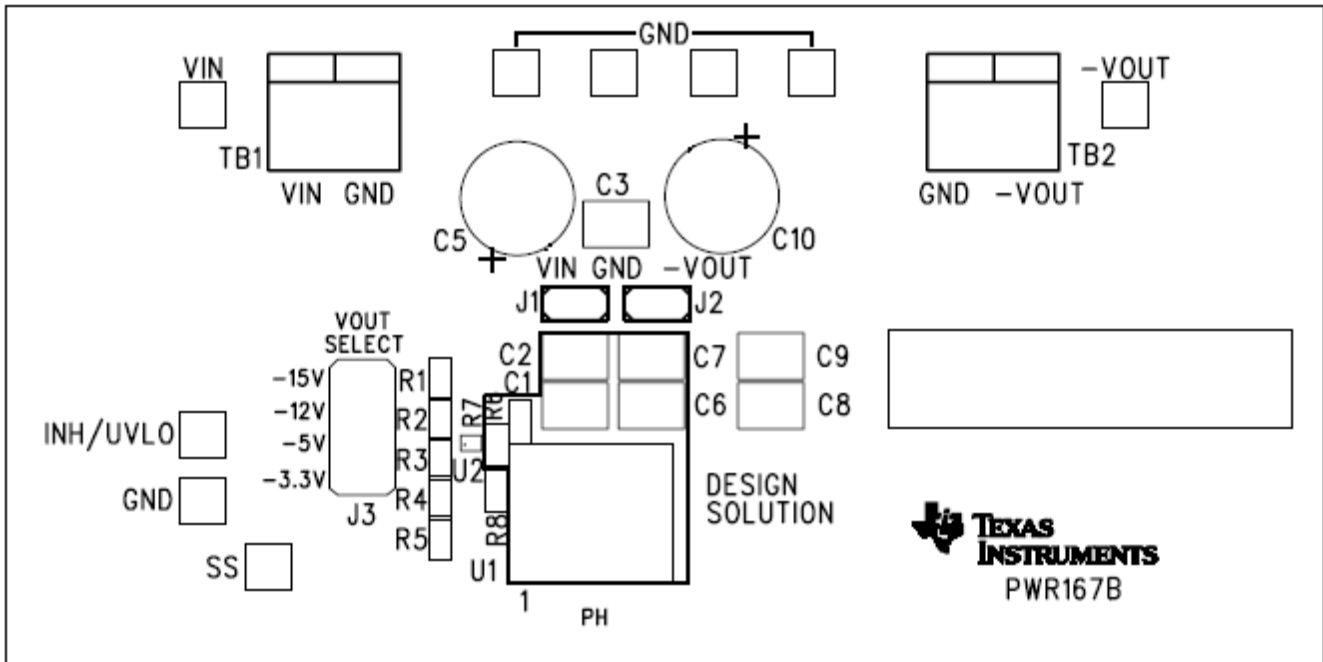 GND
VIN
-VOUT
TB1
TB2
VIN GND
GND -VOUT
C3
C5
C10
VIN GND -VOUT
J1
J2
VOUT
SELECT
C2
C7
C9
-15V
R1
C1
-12V
R2
R7
R6
C6
C8
INH/UVLO
-5V
R3
U2
-3.3V
GND
R4
J3
R5
R8
DESIGN
SOLUTION
SS
U1
1
PH
TEXAS
INSTRUMENTS
PWR167B